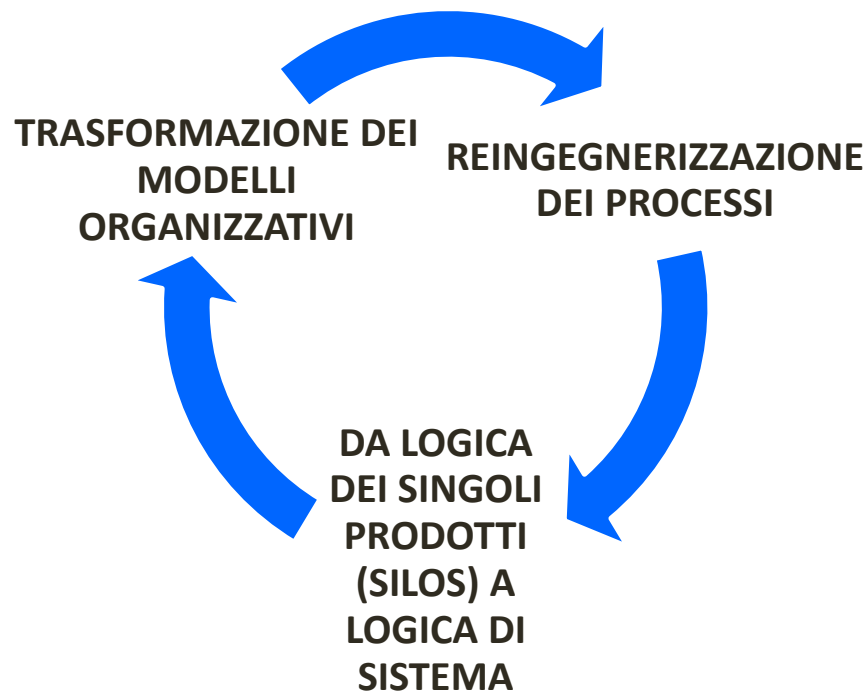 TRASFORMAZIONE DEI
MODELLI
ORGANIZZATIVI
REINGEGNERIZZAZIONE
DEI PROCESSI
DA LOGICA
DEI SINGOLI
PRODOTTI
(SILOS) A
LOGICA DI
SISTEMA